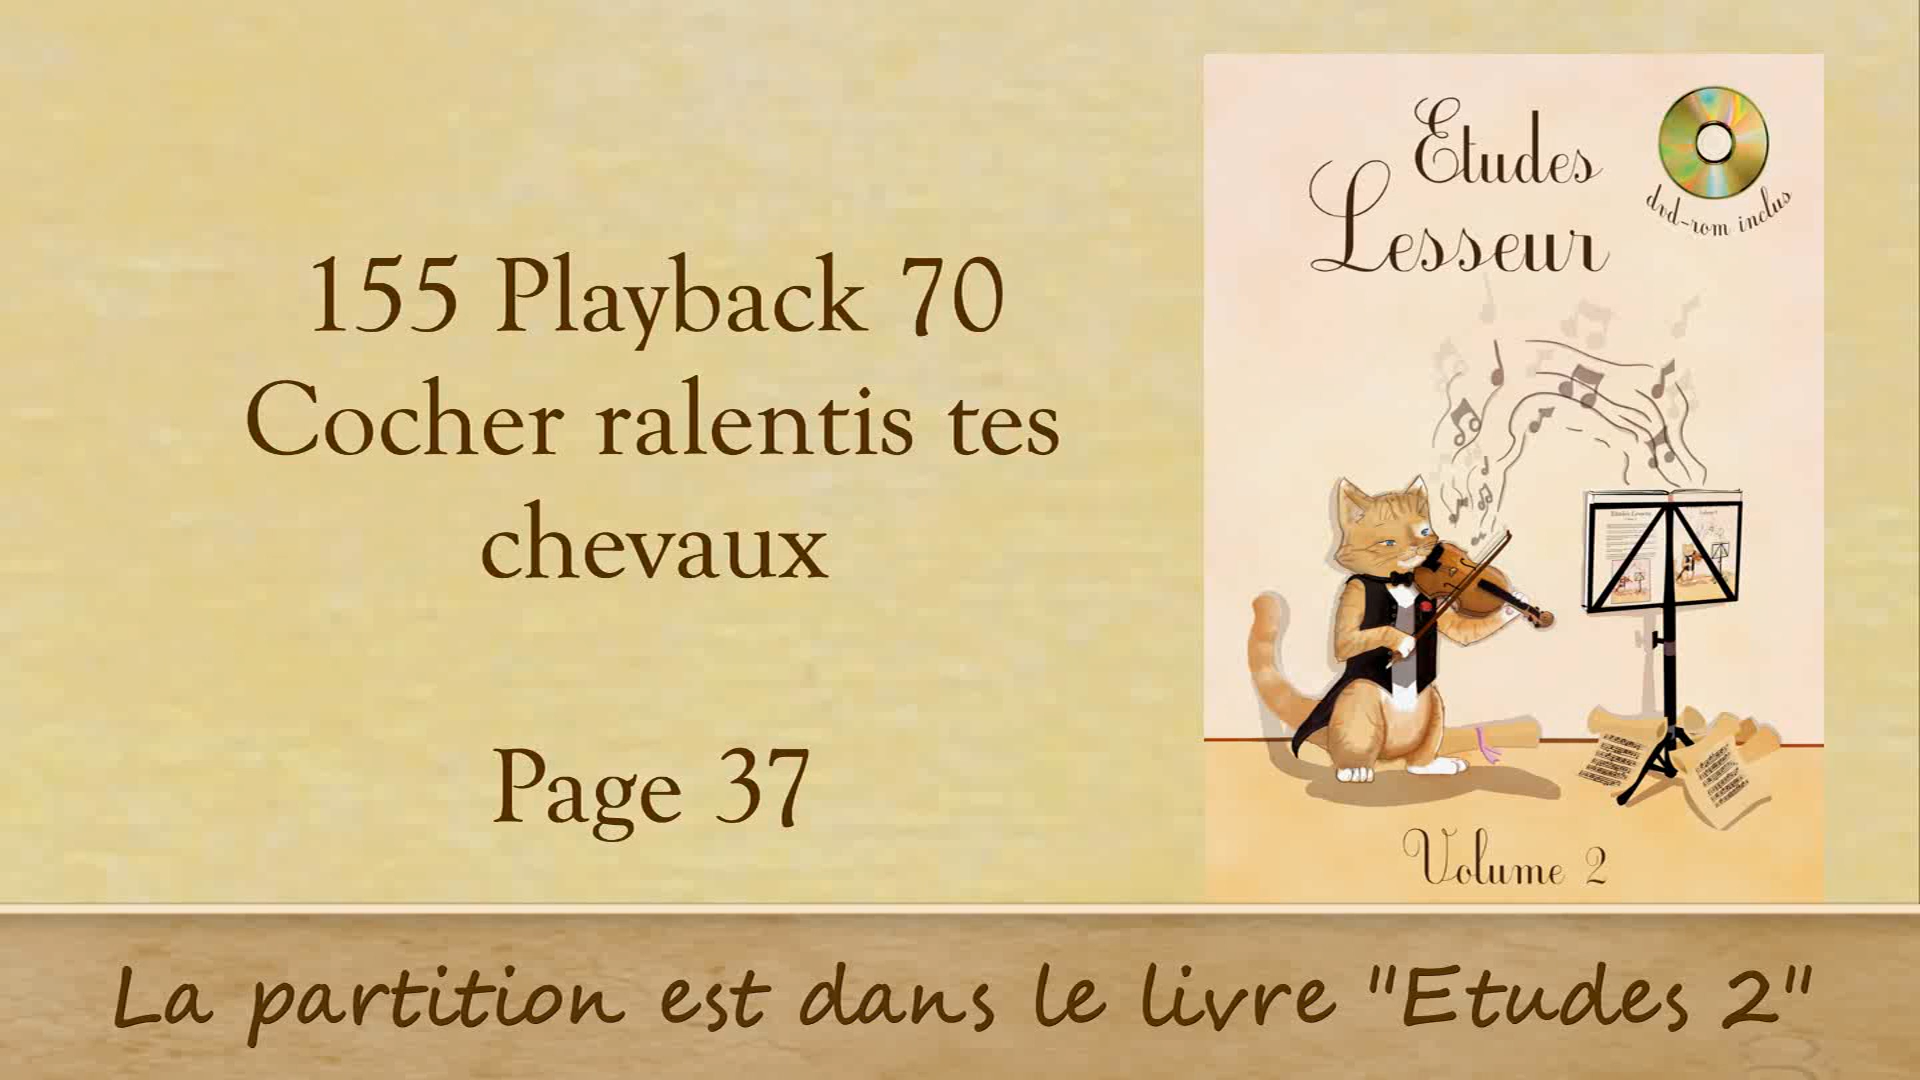 155 Playback 70
Cocher ralentis tes
chevaux
Page 37
Etudes
Lesseur
dvd-rom inclus
Volume 2
La partition est dans le livre "Etudes 2"